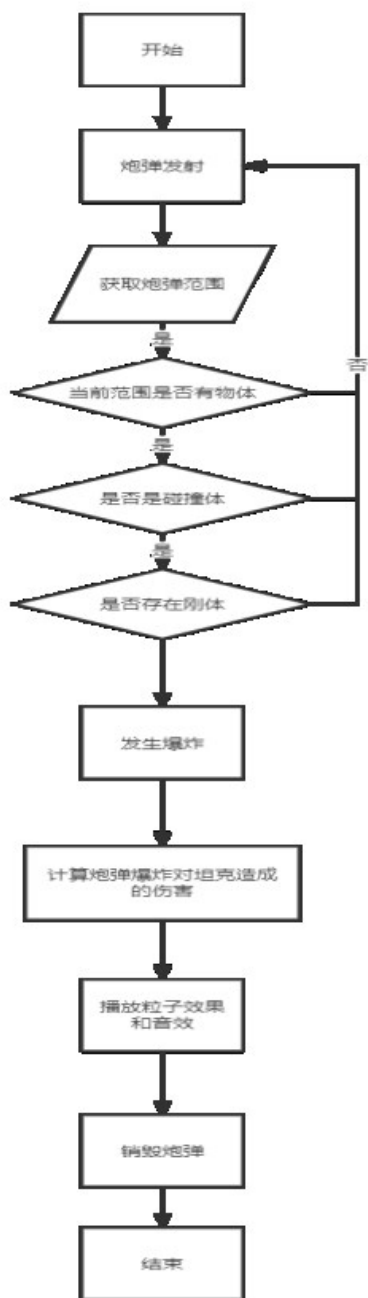 开始
炮弹发射
获取炮弹范围
是
否
当前范围是否有物体
是
是否是碰撞体
是
是否存在刚体
发生爆炸
计算炮弹爆炸对坦克造成
的伤害
播放粒子效果
和音效
销毁炮弹
结束